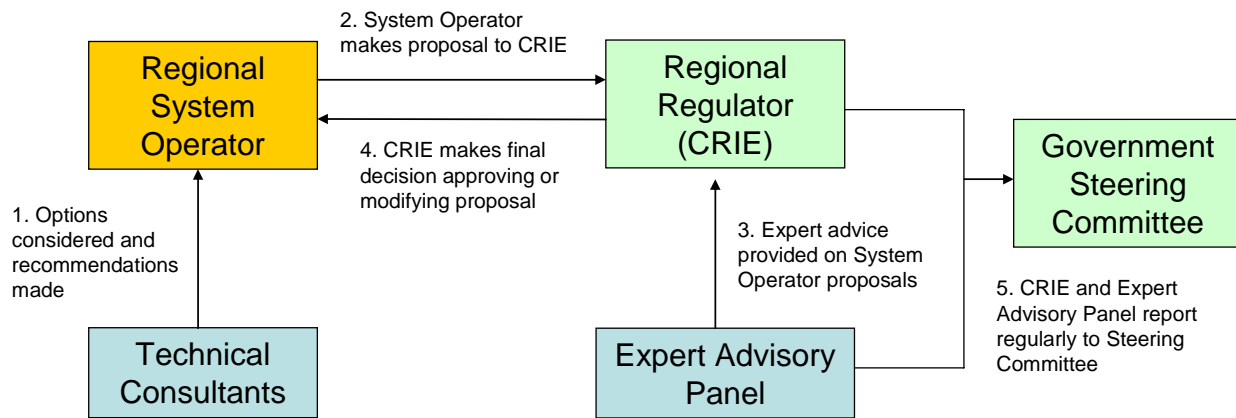 2. System Operator
makes proposal to CRIE
Regional
System
Operator
Regional
Regulator
(CRIE)
Government
Steering
Committee
4. CRIE makes final
decision approving or
modifying proposal
1. Options
considered and
recommendations
made
3. Expert advice
provided on System
Operator proposals
5. CRIE and Expert
Advisory Panel report
regularly to Steering
Committee
Technical
Consultants
Expert Advisory
Panel